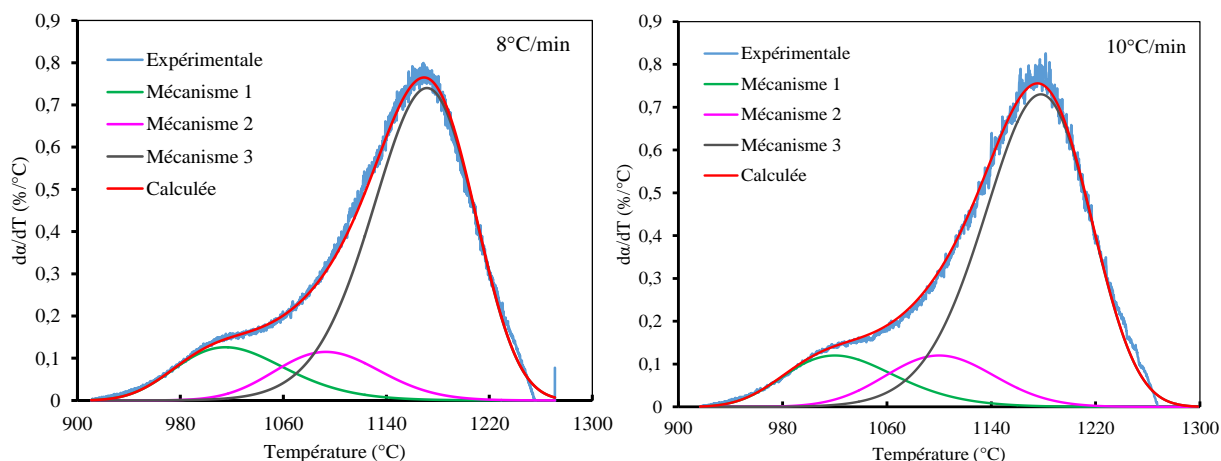 8°C/min
Expérimentale
Mécanisme 1
Mécanisme 2
Mécanisme 3
Calculée
dα/dT (%/°C)
0,9
0,8
0,7
0,6
0,5
0,4
0,3
0,2
0,1
0
900 980 1060 1140 1220 1300
Température (°C)
10°C/min
Expérimentale
Mécanisme 1
Mécanisme 2
Mécanisme 3
Calculée
dα/dT (%/°C)
0,9
0,8
0,7
0,6
0,5
0,4
0,3
0,2
0,1
0
900 980 1060 1140 1220 1300
Température (°C)